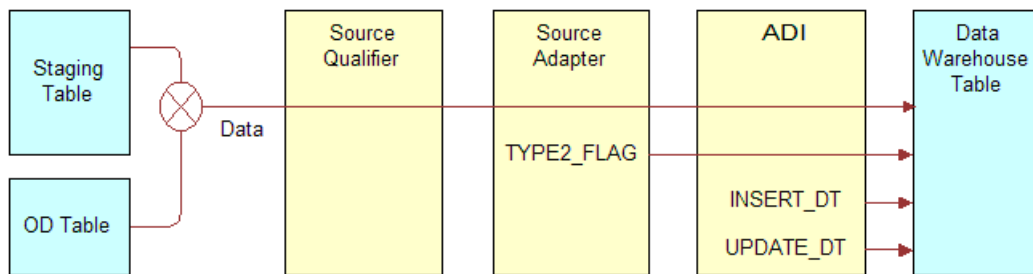 Staging
Table
OD Table
Data
Source
Qualifier
Source
Adapter
TYPE2_FLAG
ADI
INSERT_DT
UPDATE_DT
Data
Warehouse
Table